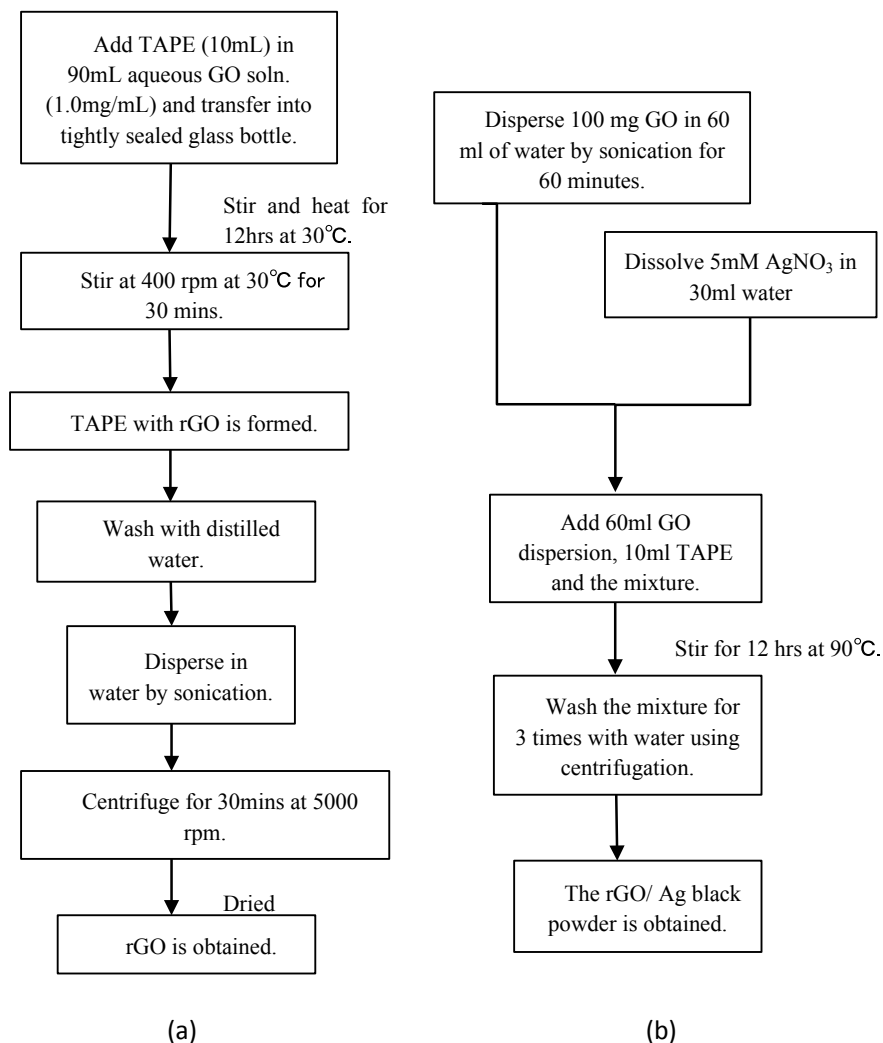 Add TAPE (10mL) in
90mL aqueous GO soln.
(1.0mg/mL) and transfer into
tightly sealed glass bottle.
Stir and heat for
12hrs at 30℃.
Stir at 400 rpm at 30℃ for
30 mins.
TAPE with rGO is formed.
Wash with distilled
water.
Disperse in
water by sonication.
Centrifuge for 30mins at 5000
rpm.
Dried
rGO is obtained.
(a)
Disperse 100 mg GO in 60
ml of water by sonication for
60 minutes.
Dissolve 5mM AgNO₃ in
30ml water
Add 60ml GO
dispersion, 10ml TAPE
and the mixture.
Stir for 12 hrs at 90℃.
Wash the mixture for
3 times with water using
centrifugation.
The rGO/ Ag black
powder is obtained.
(b)